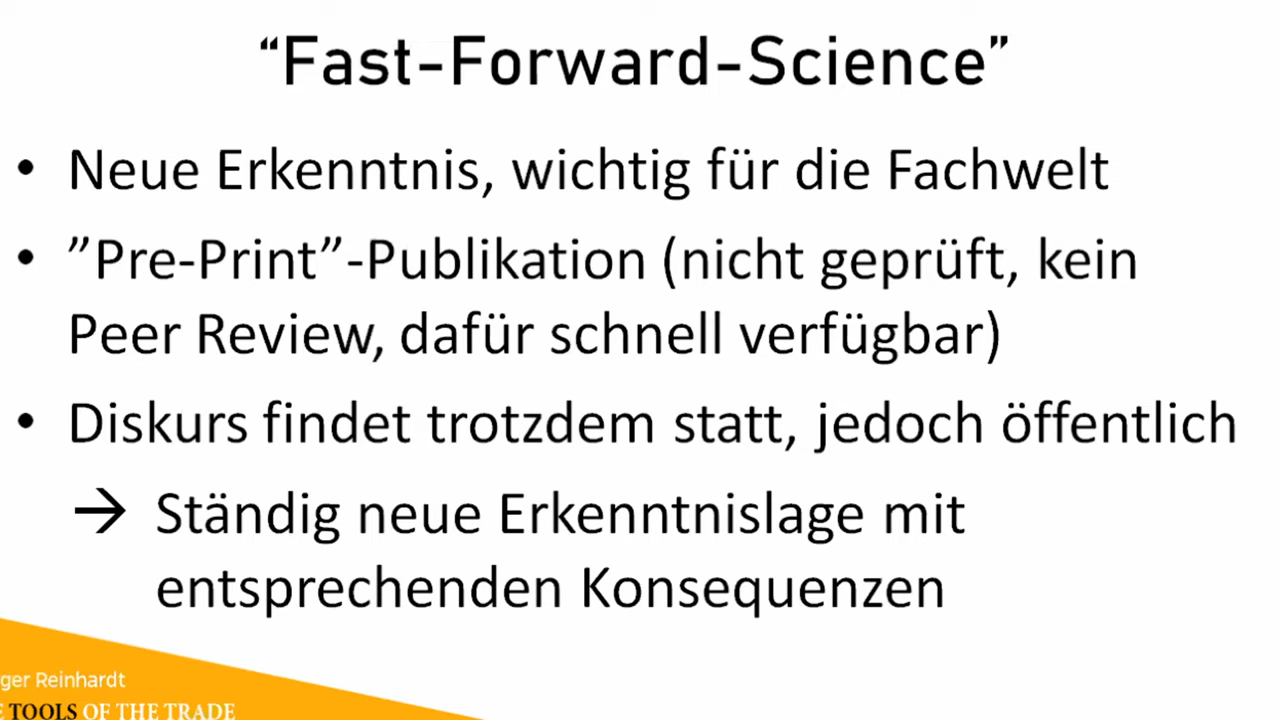 “Fast-Forward-Science”
• Neue Erkenntnis, wichtig für die Fachwelt
• ”Pre-Print”-Publikation (nicht geprüft, kein
Peer Review, dafür schnell verfügbar)
• Diskurs findet trotzdem statt, jedoch öffentlich
→ Ständig neue Erkenntnislage mit
entsprechenden Konsequenzen
Reinhardt
TOOLS OF THE TRADE